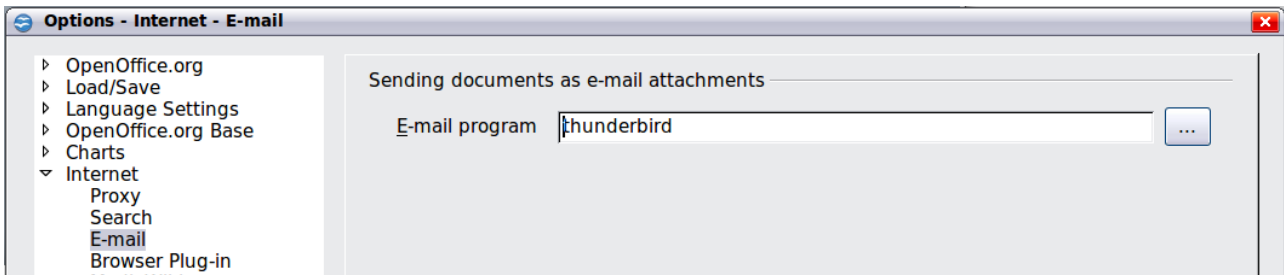 Options - Internet - E-mail
OpenOffice.org
Load/Save
Language Settings
OpenOffice.org Base
Charts
Internet
Proxy
Search
E-mail
Browser Plug-in
Sending documents as e-mail attachments
E-mail program thunderbird ...